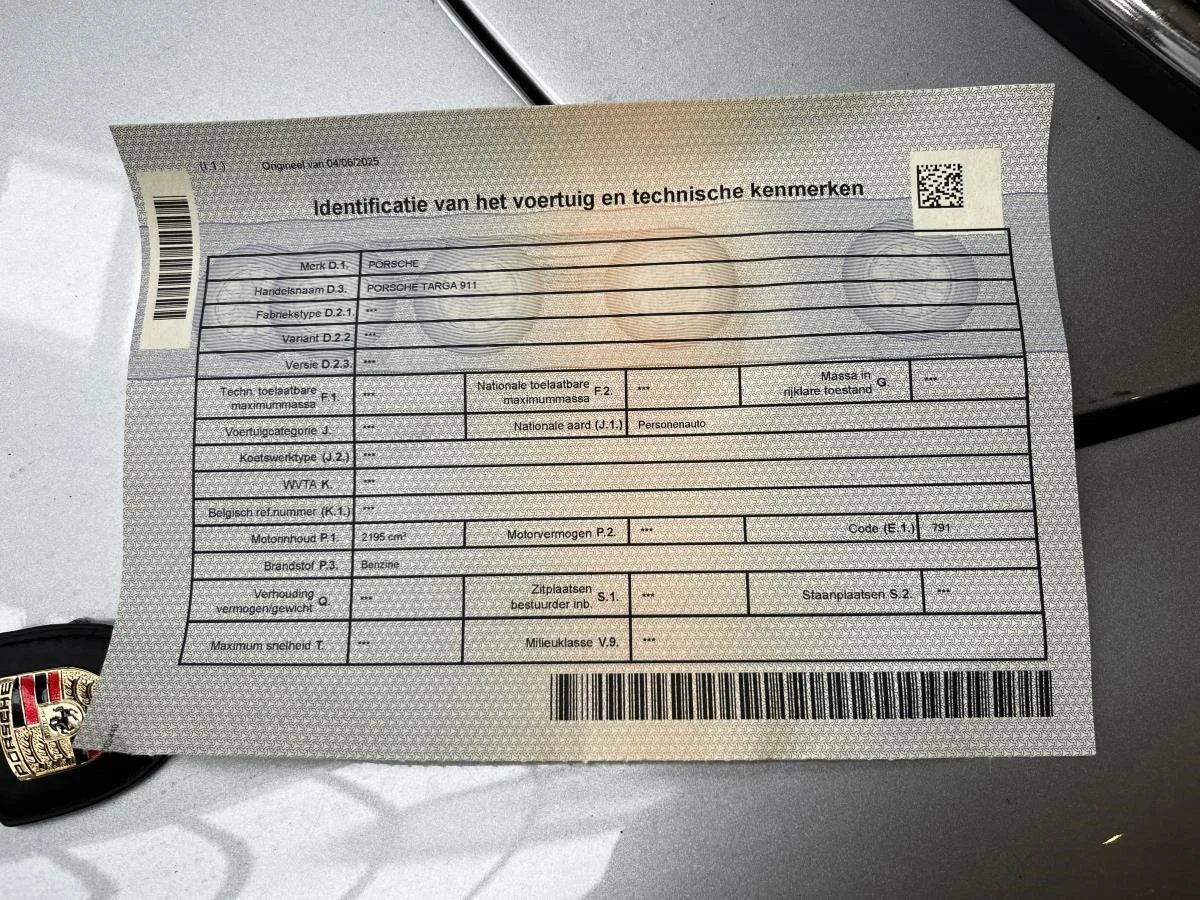 (I.1.) Origineel van 04/06/2025
Identificatie van het voertuig en technische kenmerken
Merk D.1. PORSCHE
Handelsnaam D.3. PORSCHE TARGA 911
Fabriekstype D.2.1. ***
Variant D.2.2. ***
Versie D.2.3. ***
Techn. toelaatbare maximummassa F.1. *** Nationale toelaatbare maximummassa F.2. *** Massa in rijklare toestand G. ***
Voertuigcategorie J. *** Nationale aard (J.1.) Personenauto
Koetswerktype (J.2.) ***
WVTA K. ***
Belgisch ref.nummer (K.1.) ***
Motorinhoud P.1. 2195 cm³ Motorvermogen P.2. *** Code (E.1.) 791
Brandstof P.3. Benzine
Verhouding vermogen/gewicht Q. *** Zitplaatsen bestuurder inb. S.1. *** Staanplaatsen S.2. ***
Maximum snelheid T. *** Milieuklasse V.9. ***
PORSCHE